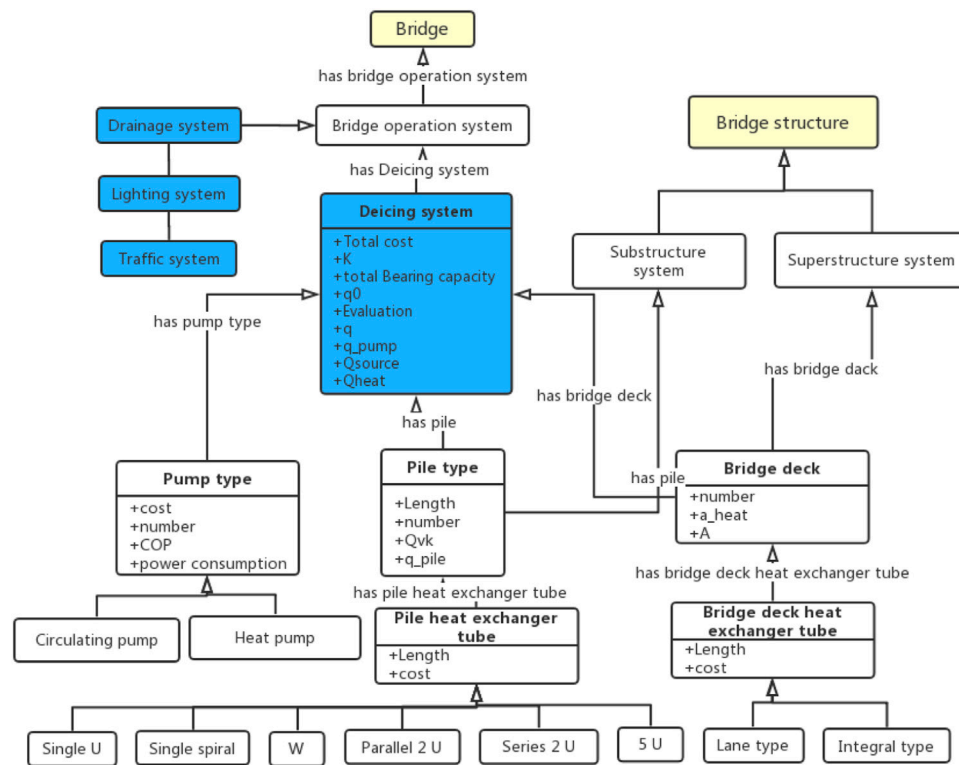 Bridge
has bridge operation system
Drainage system
Bridge operation system
Bridge structure
has Deicing system
Lighting system
Traffic system
Deicing system
+Total cost
+K
+total Bearing capacity
+q0
+Evaluation
+q
+q_pump
+Qsource
+Qheat
Substructure
system
Superstructure system
has pump type
has bridge dack
has bridge deck
has pile
has pile
Pump type
+cost
+number
+COP
+power consumption
Pile type
+Length
+number
+Qvk
+q_pile
Bridge deck
+number
+a_heat
+A
has pile heat exchanger tube
has bridge deck heat exchanger tube
Circulating pump
Heat pump
Pile heat exchanger
tube
+Length
+cost
Bridge deck heat
exchanger tube
+Length
+cost
Single U
Single spiral
W
Parallel 2 U
Series 2 U
5 U
Lane type
Integral type